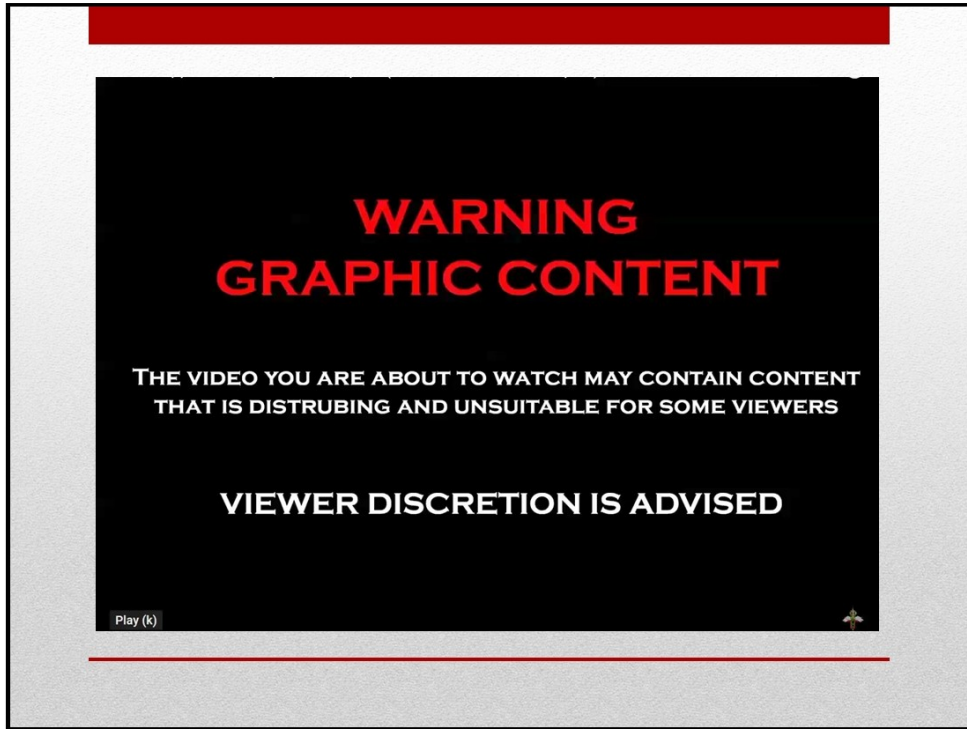 WARNING
GRAPHIC CONTENT
THE VIDEO YOU ARE ABOUT TO WATCH MAY CONTAIN CONTENT
THAT IS DISTRUBING AND UNSUITABLE FOR SOME VIEWERS
VIEWER DISCRETION IS ADVISED
Play (k)